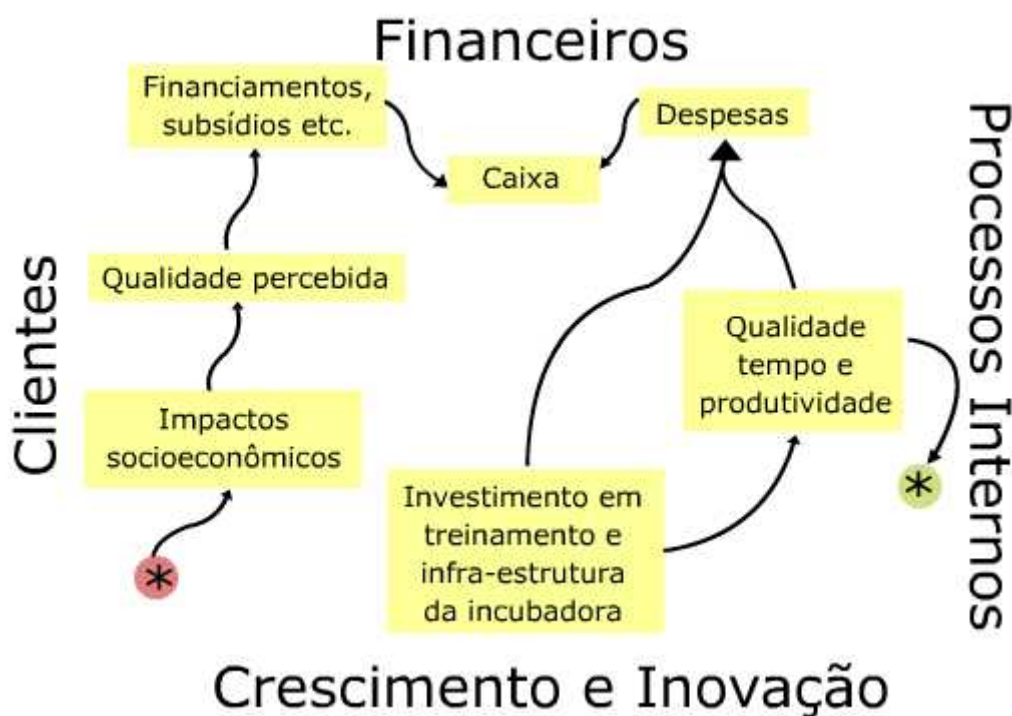 Financeiros
Financiamentos,
subsídios etc.
Despesas
Caixa
Processos Internos
Clientes
Qualidade percebida
Qualidade
tempo e
produtividade
Impactos
socioeconômicos
*
*
Investimento em
treinamento e
infra-estrutura
da incubadora
Crescimento e Inovação